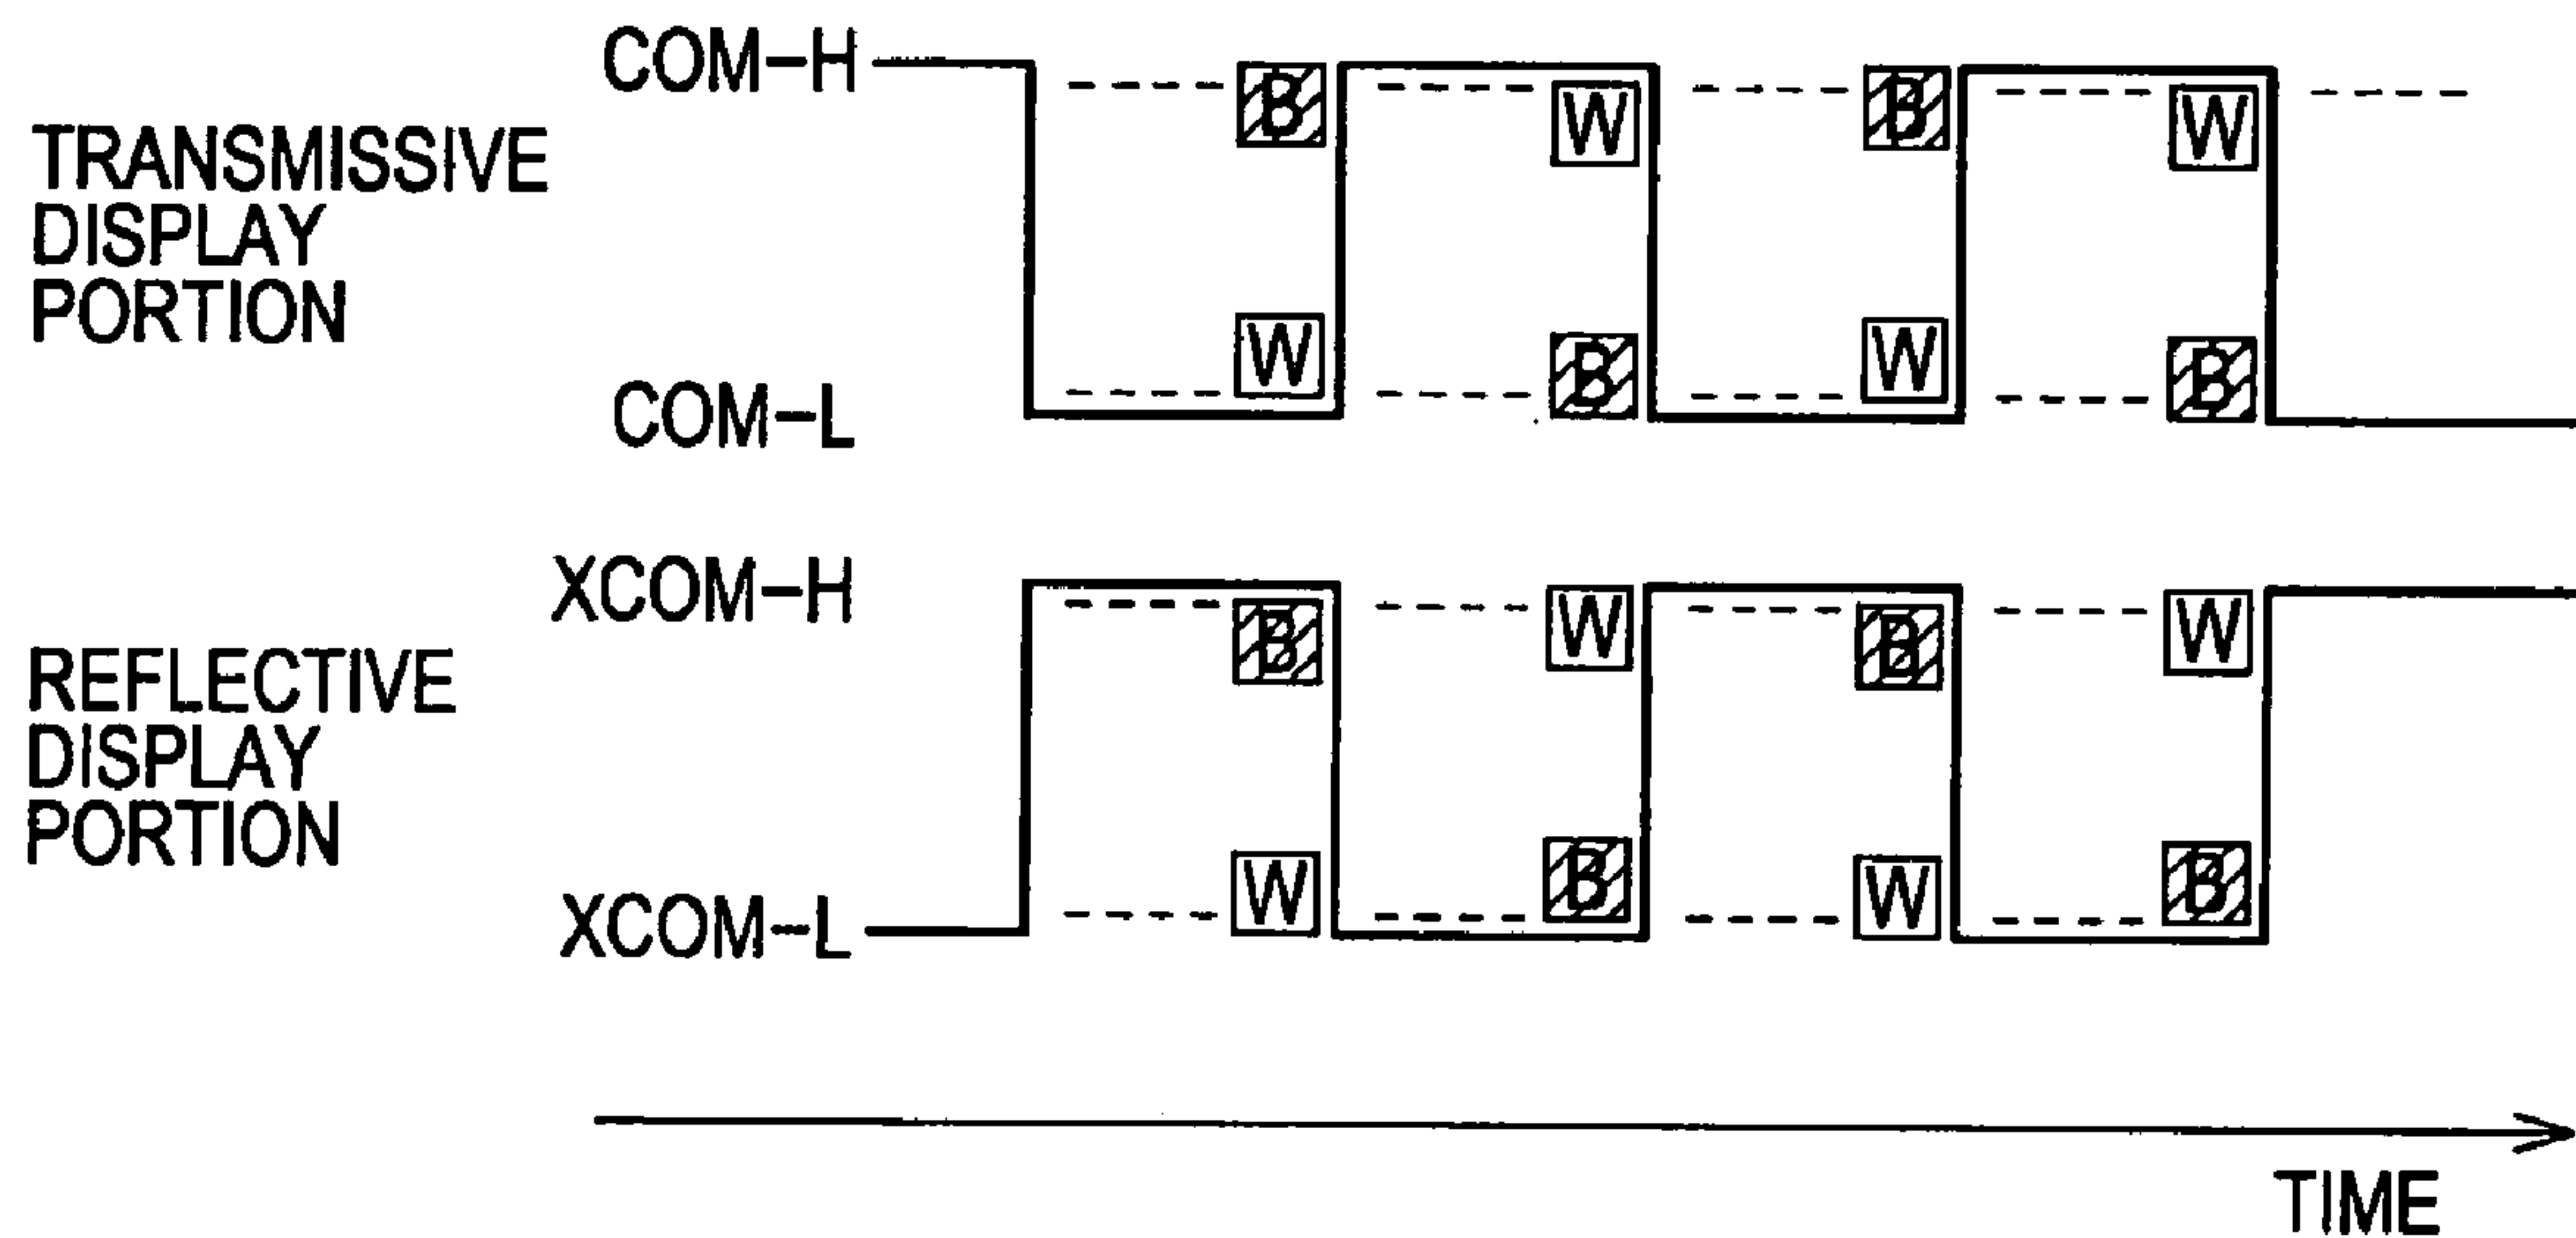 COM-H
B
W
B
W
TRANSMISSIVE
DISPLAY
PORTION
W
B
W
B
COM-L
XCOM-H
B
W
B
W
REFLECTIVE
DISPLAY
PORTION
W
B
W
B
XCOM-L
TIME